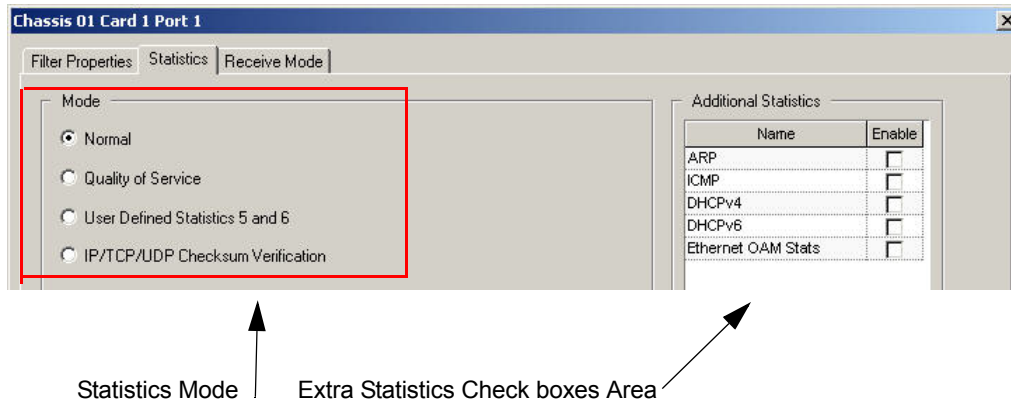 Chassis 01 Card 1 Port 1
Filter Properties Statistics Receive Mode
Mode
Normal
Quality of Service
User Defined Statistics 5 and 6
IP/TCP/UDP Checksum Verification
Additional Statistics
Name Enable
ARP
ICMP
DHCPv4
DHCPv6
Ethernet OAM Stats
Statistics Mode
Extra Statistics Check boxes Area